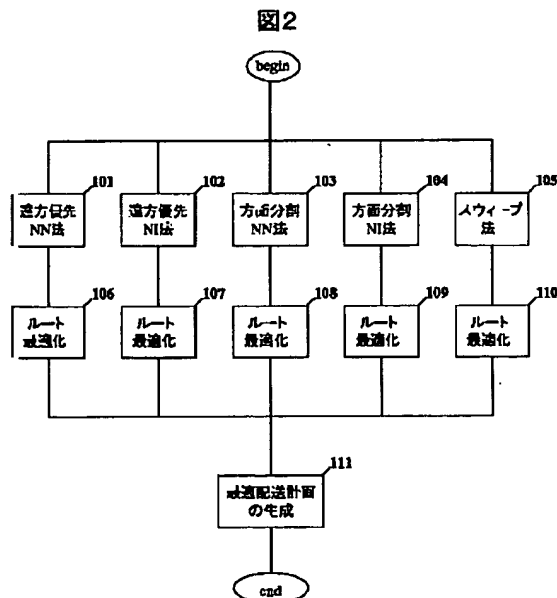 図2
begin
101
102
103
104
105
遠方優先
NN法
遠方優先
NI法
方面分割
NN法
方面分割
NI法
スウィープ
法
106
107
108
109
110
ルート
最適化
ルート
最適化
ルート
最適化
ルート
最適化
ルート
最適化
111
最適配送計画
の生成
end